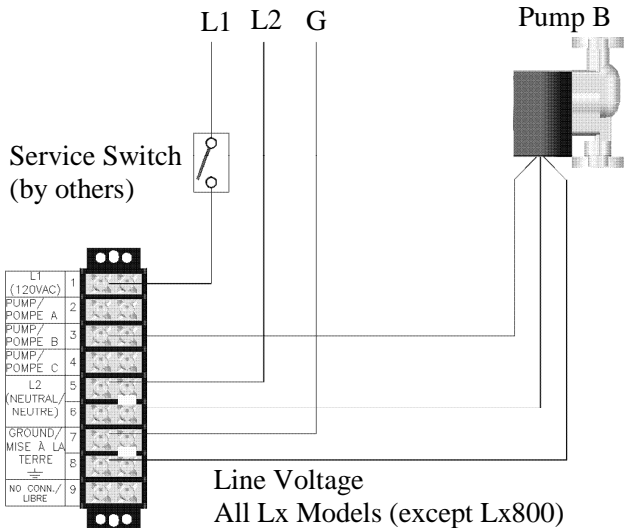 L1 L2 G
Pump B
Service Switch
(by others)
L1
(120VAC) 1
PUMP/
POMPE A 2
PUMP/
POMPE B 3
PUMP/
POMPE C 4
L2
(NEUTRAL/
NEUTRE) 5
6
GROUND/
MISE À LA
TERRE 7
8
NO CONN./
LIBRE 9
Line Voltage
All Lx Models (except Lx800)